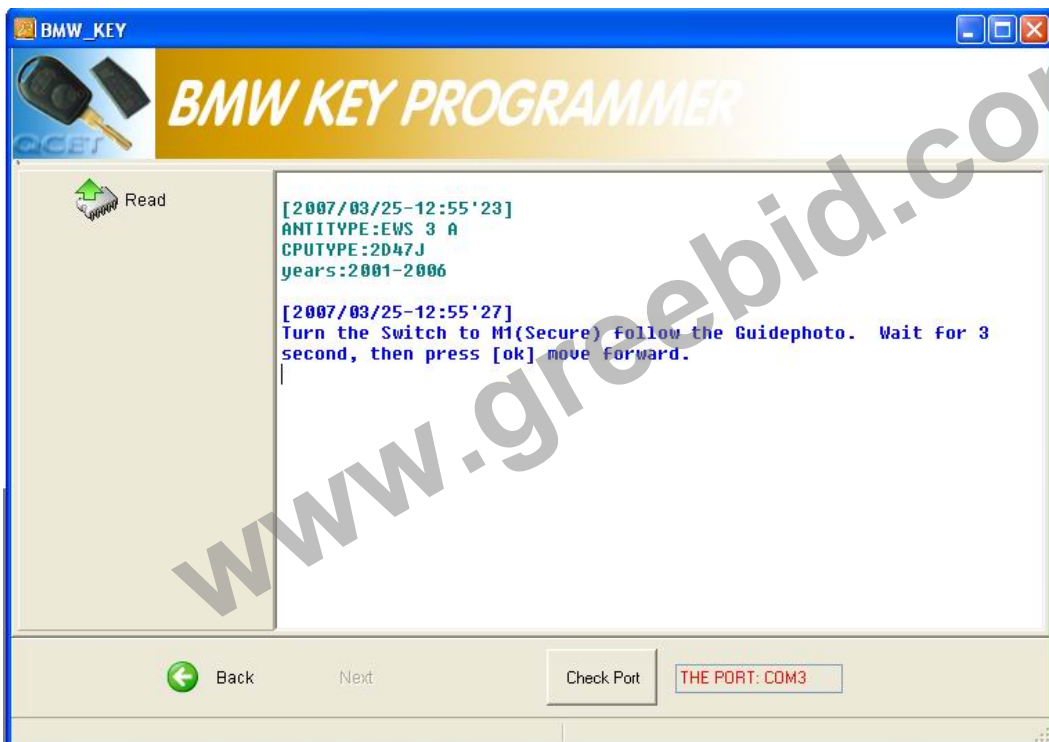 BMW_KEY
BMW KEY PROGRAMMER
QCET
Read
[2007/03/25-12:55'23]
ANTITYPE:EWS 3 A
CPUTYPE:2D47J
years:2001-2006
[2007/03/25-12:55'27]
Turn the Switch to M1(Secure) follow the Guidephoto.  Wait for 3
second, then press [ok] move forward.
Back
Next
Check Port
THE PORT: COM3
www.greebid.co